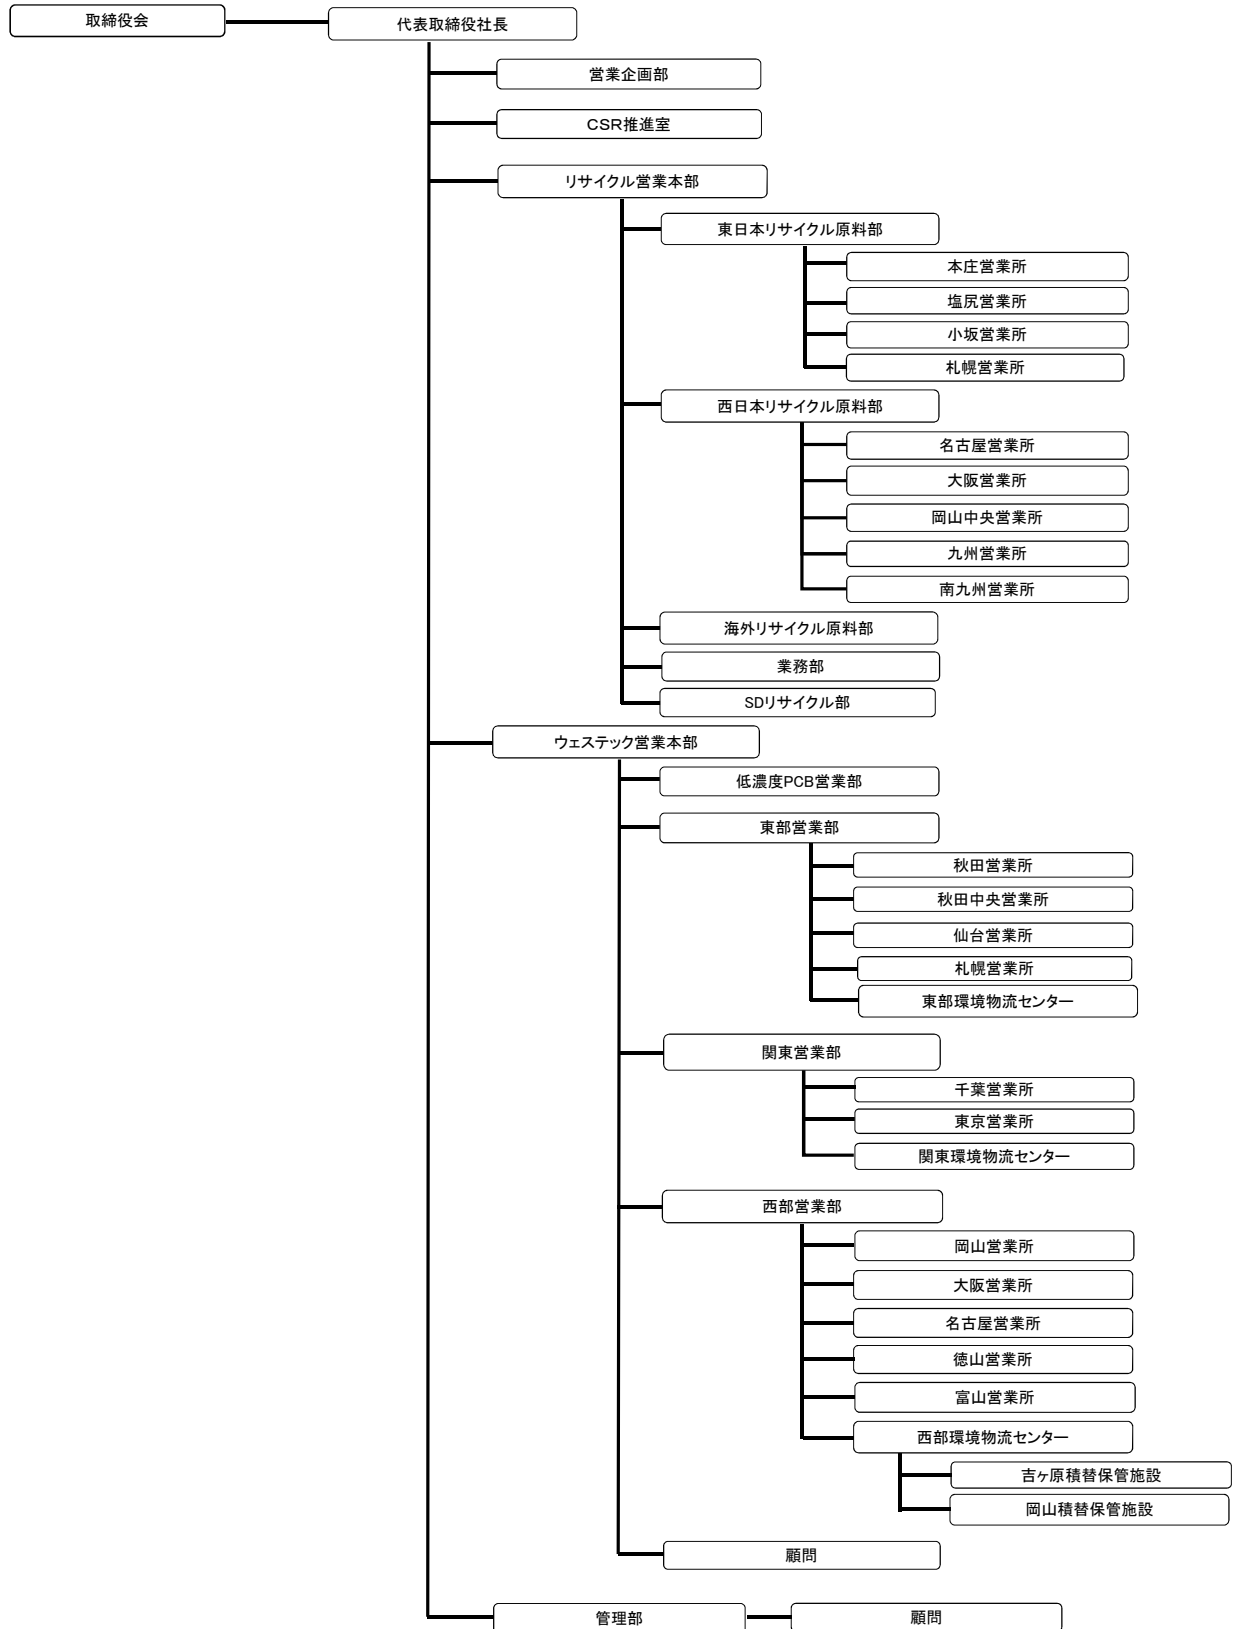 取締役会
代表取締役社長
営業企画部
CSR推進室
リサイクル営業本部
東日本リサイクル原料部
本庄営業所
塩尻営業所
小坂営業所
札幌営業所
西日本リサイクル原料部
名古屋営業所
大阪営業所
岡山中央営業所
九州営業所
南九州営業所
海外リサイクル原料部
業務部
SDリサイクル部
ウェステック営業本部
低濃度PCB営業部
東部営業部
秋田営業所
秋田中央営業所
仙台営業所
札幌営業所
東部環境物流センター
関東営業部
千葉営業所
東京営業所
関東環境物流センター
西部営業部
岡山営業所
大阪営業所
名古屋営業所
徳山営業所
富山営業所
西部環境物流センター
吉ヶ原積替保管施設
岡山積替保管施設
顧問
管理部
顧問